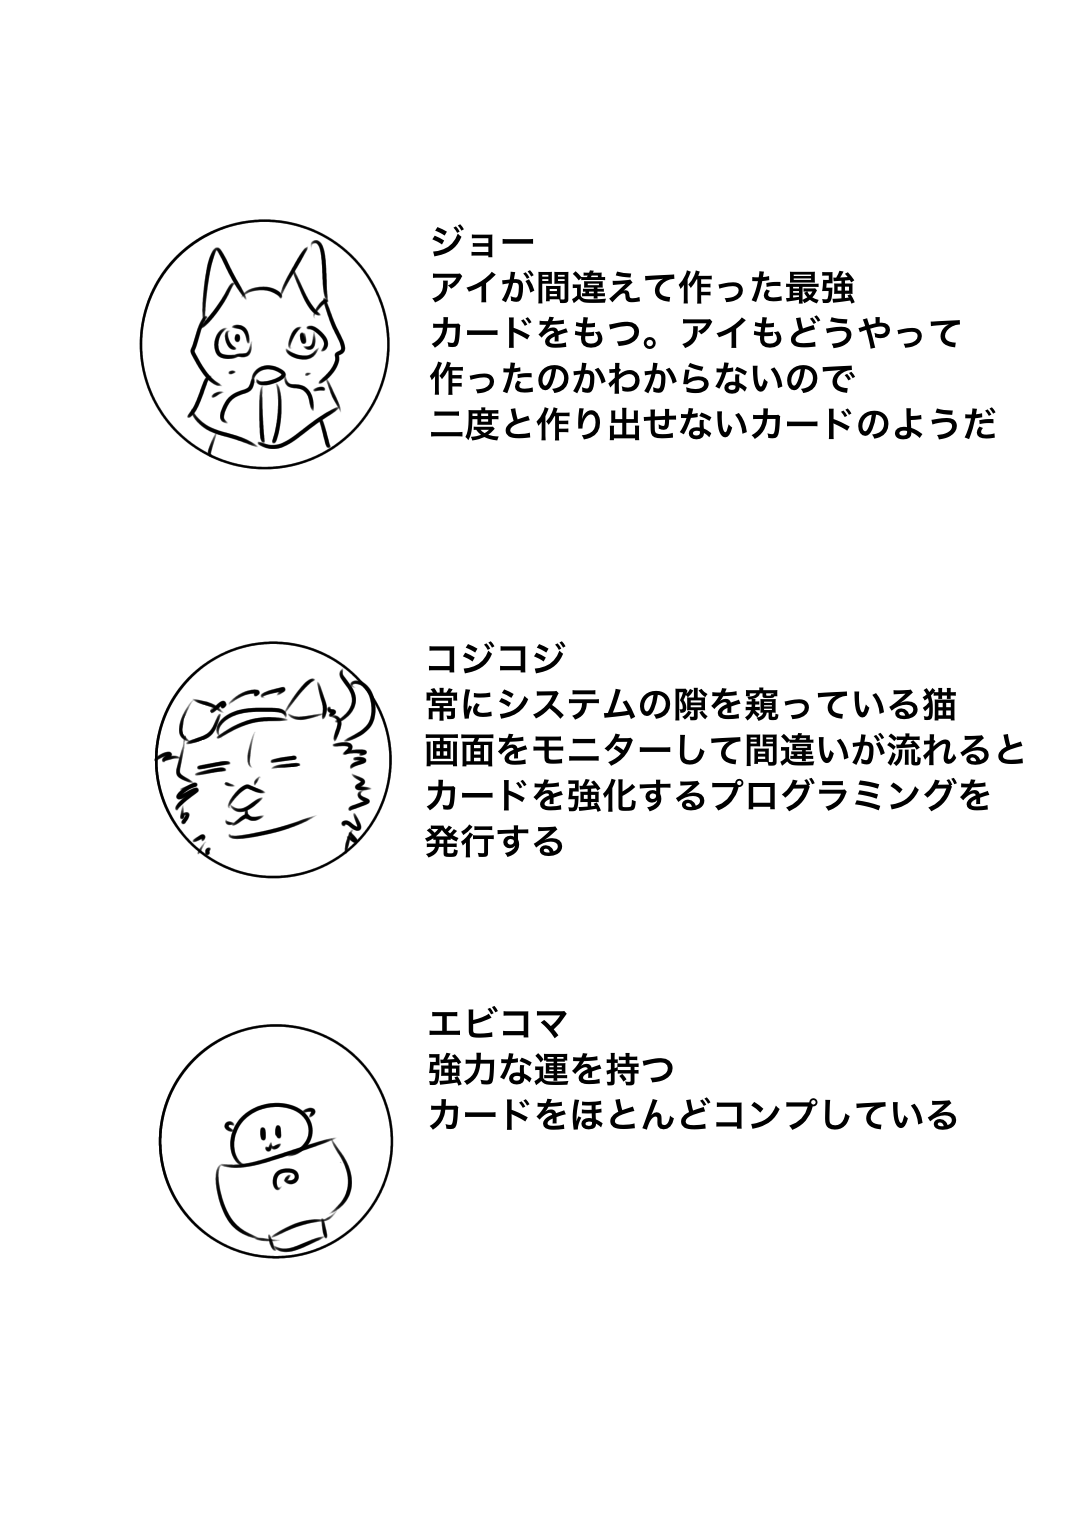 ジョー
アイが間違えて作った最強
カードをもつ。アイもどうやって
作ったのかわからないので
二度と作り出せないカードのようだ
コジコジ
常にシステムの隙を窺っている猫
画面をモニターして間違いが流れると
カードを強化するプログラミングを
発行する
エビコマ
強力な運を持つ
カードをほとんどコンプしている